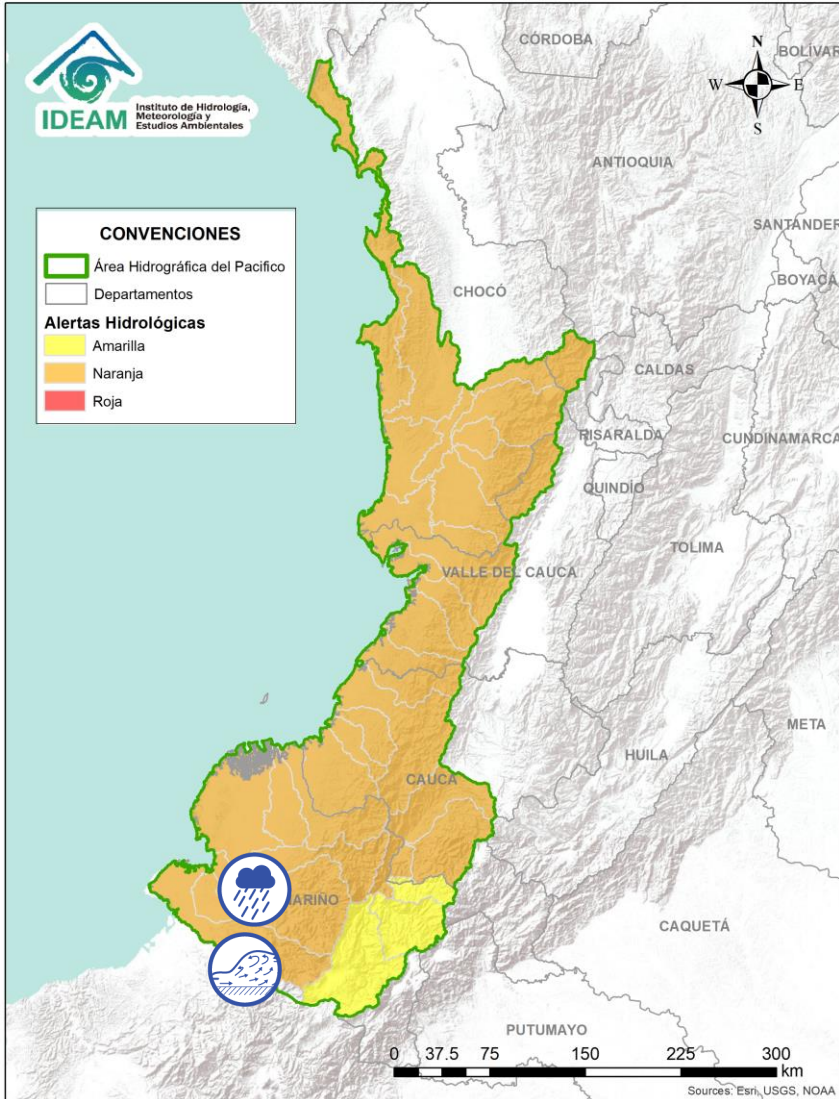 IDEAM Instituto de Hidrología,
Meteorología y
Estudios Ambientales
CONVENCIONES
Área Hidrográfica del Pacifico
Departamentos
Alertas Hidrológicas
Amarilla
Naranja
Roja
N
W E
S
CÓRDOBA
BOLÍVAR
ANTIOQUIA
SANTANDER
BOYACÁ
CHOCÓ
CALDAS
RISARALDA
CUNDINAMARCA
QUINDÍO
TOLIMA
VALLE DEL CAUCA
META
HUILA
CAUCA
NARIÑO
CAQUETÁ
PUTUMAYO
0 37.5 75 150 225 300
km
Sources: Esri, USGS, NOAA